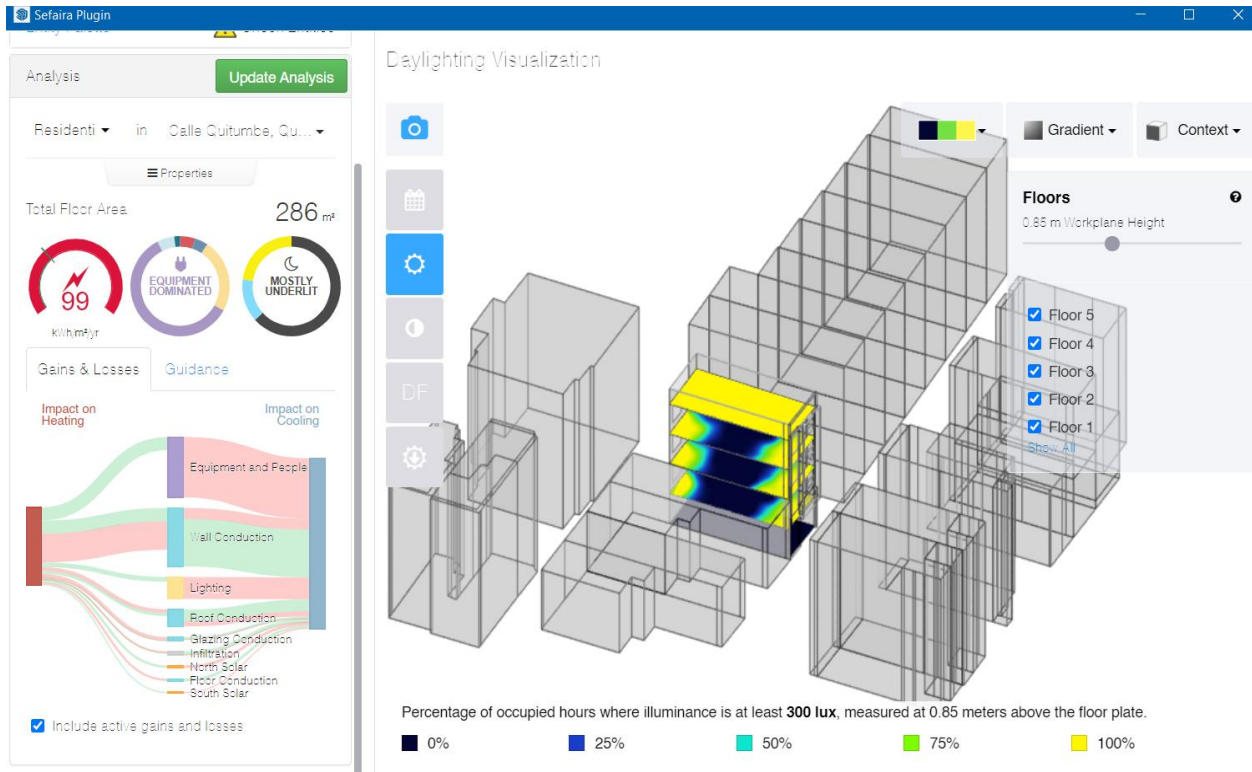 Sefaira Plugin
Analysis
Update Analysis
Residenti in Calle Quitumbe, Qu...
Properties
Total Floor Area 286 m²
99
kWh/m²/yr
EQUIPMENT
DOMINATED
MOSTLY
UNDERLIT
Gains & Losses Guidance
Impact on
Heating
Impact on
Cooling
Equipment and People
Wall Conduction
Lighting
Roof Conduction
Glazing Conduction
Infiltration
North Solar
Floor Conduction
South Solar
Include active gains and losses
Daylighting Visualization
DF
Gradient
Context
Floors
0.85 m Workplane Height
Floor 5
Floor 4
Floor 3
Floor 2
Floor 1
Show All
Percentage of occupied hours where illuminance is at least 300 lux, measured at 0.85 meters above the floor plate.
0% 25% 50% 75% 100%